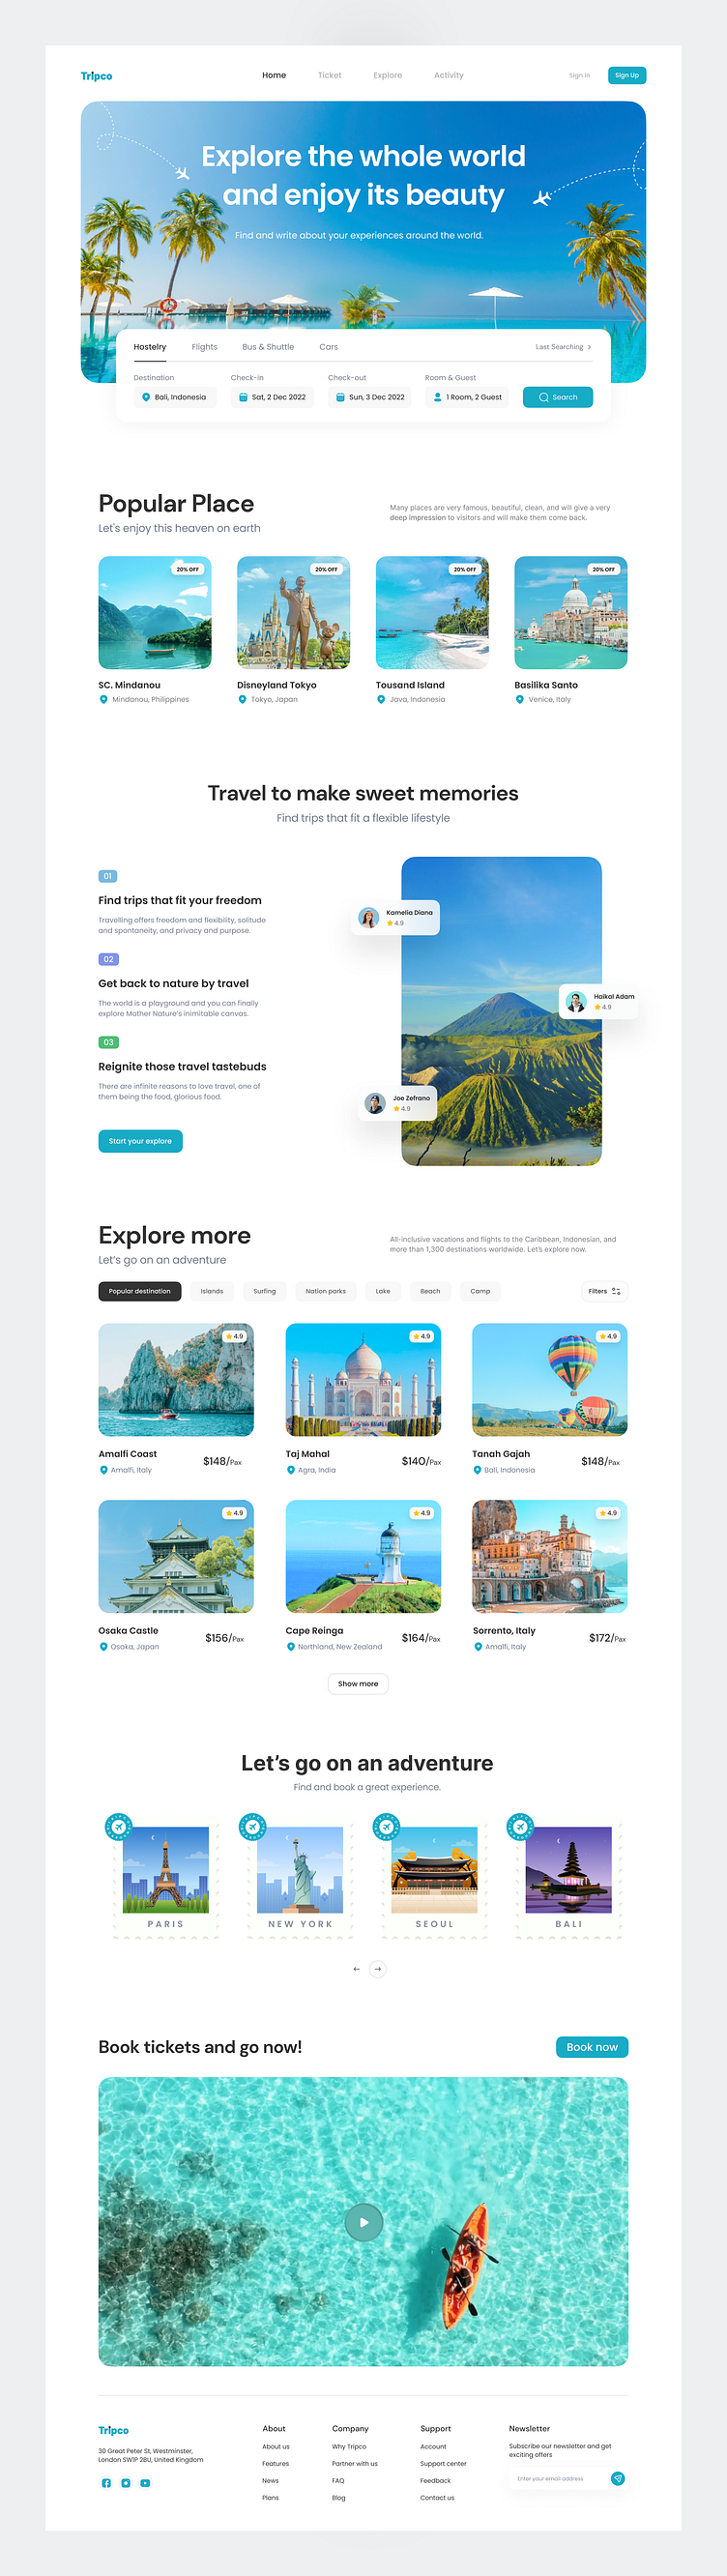 Tripco
Home
Ticket
Explore
Activity
Sign In
Sign Up
Explore the whole world
and enjoy its beauty
Find and write about your experiences around the world.
Hostelry
Flights
Bus & Shuttle
Cars
Last Searching
Destination
Check-in
Check-out
Room & Guest
Bali, Indonesia
Sat, 2 Dec 2022
Sun, 3 Dec 2022
1 Room, 2 Guest
Search
Popular Place
Let's enjoy this heaven on earth
Many places are very famous, beautiful, clean, and will give a very
deep impression to visitors and will make them come back.
20% OFF
20% OFF
20% OFF
20% OFF
SC. Mindanou
Mindanou, Philippines
Disneyland Tokyo
Tokyo, Japan
Tousand Island
Java, Indonesia
Basilika Santo
Venice, Italy
Travel to make sweet memories
Find trips that fit a flexible lifestyle
01
Find trips that fit your freedom
Travelling offers freedom and flexibility, solitude
and spontaneity, and privacy and purpose.
02
Get back to nature by travel
The world is a playground and you can finally
explore Mother Nature's inimitable canvas.
03
Reignite those travel tastebuds
There are infinite reasons to love travel, one of
them being the food, glorious food.
Start your explore
Kamelia Diana
4.9
Haikal Adam
4.9
Joe Zefrano
4.9
Explore more
Let's go on an adventure
All-inclusive vacations and flights to the Caribbean, Indonesian, and
more than 1,300 destinations worldwide. Let's explore now.
Popular destination
Islands
Surfing
Nation parks
Lake
Beach
Camp
Filters
4.9
4.9
4.9
Amalfi Coast
Amalfi, Italy
$148/Pax
Taj Mahal
Agra, India
$140/Pax
Tanah Gajah
Bali, Indonesia
$148/Pax
4.9
4.9
4.9
Osaka Castle
Osaka, Japan
$156/Pax
Cape Reinga
Northland, New Zealand
$164/Pax
Sorrento, Italy
Amalfi, Italy
$172/Pax
Show more
Let's go on an adventure
Find and book a great experience.
PARIS
NEW YORK
SEOUL
BALI
Book tickets and go now!
Book now
Tripco
30 Great Peter St, Westminster,
London SW1P 2BU, United Kingdom
About
About us
Features
News
Plans
Company
Why Tripco
Partner with us
FAQ
Blog
Support
Account
Support center
Feedback
Contact us
Newsletter
Subscribe our newsletter and get
exciting offers
Enter your email address